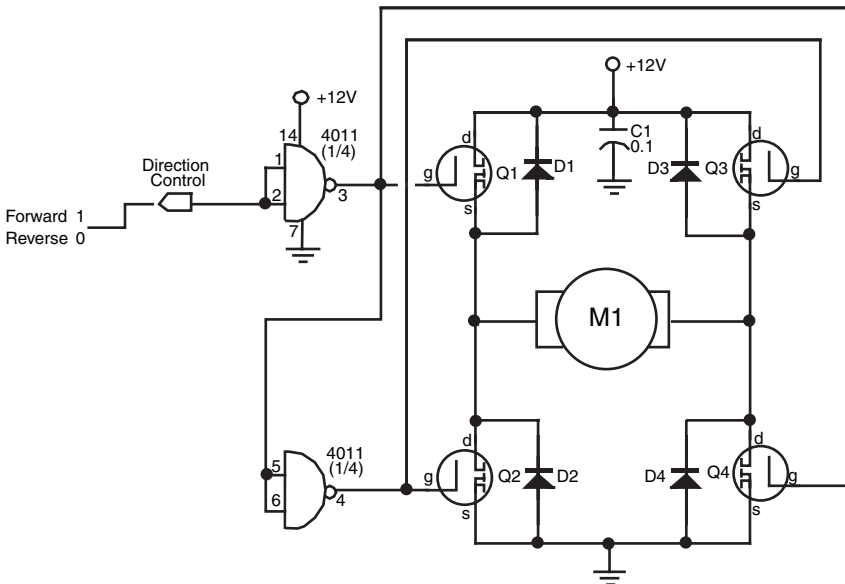 +12V
+12V
14
4011
(1/4)
1
2
3
7
Direction
Control
Forward 1
Reverse 0
d
g
s
Q1
D1
C1
0.1
D3
Q3
d
g
s
M1
4011
(1/4)
5
6
4
d
g
s
Q2
D2
D4
Q4
d
g
s